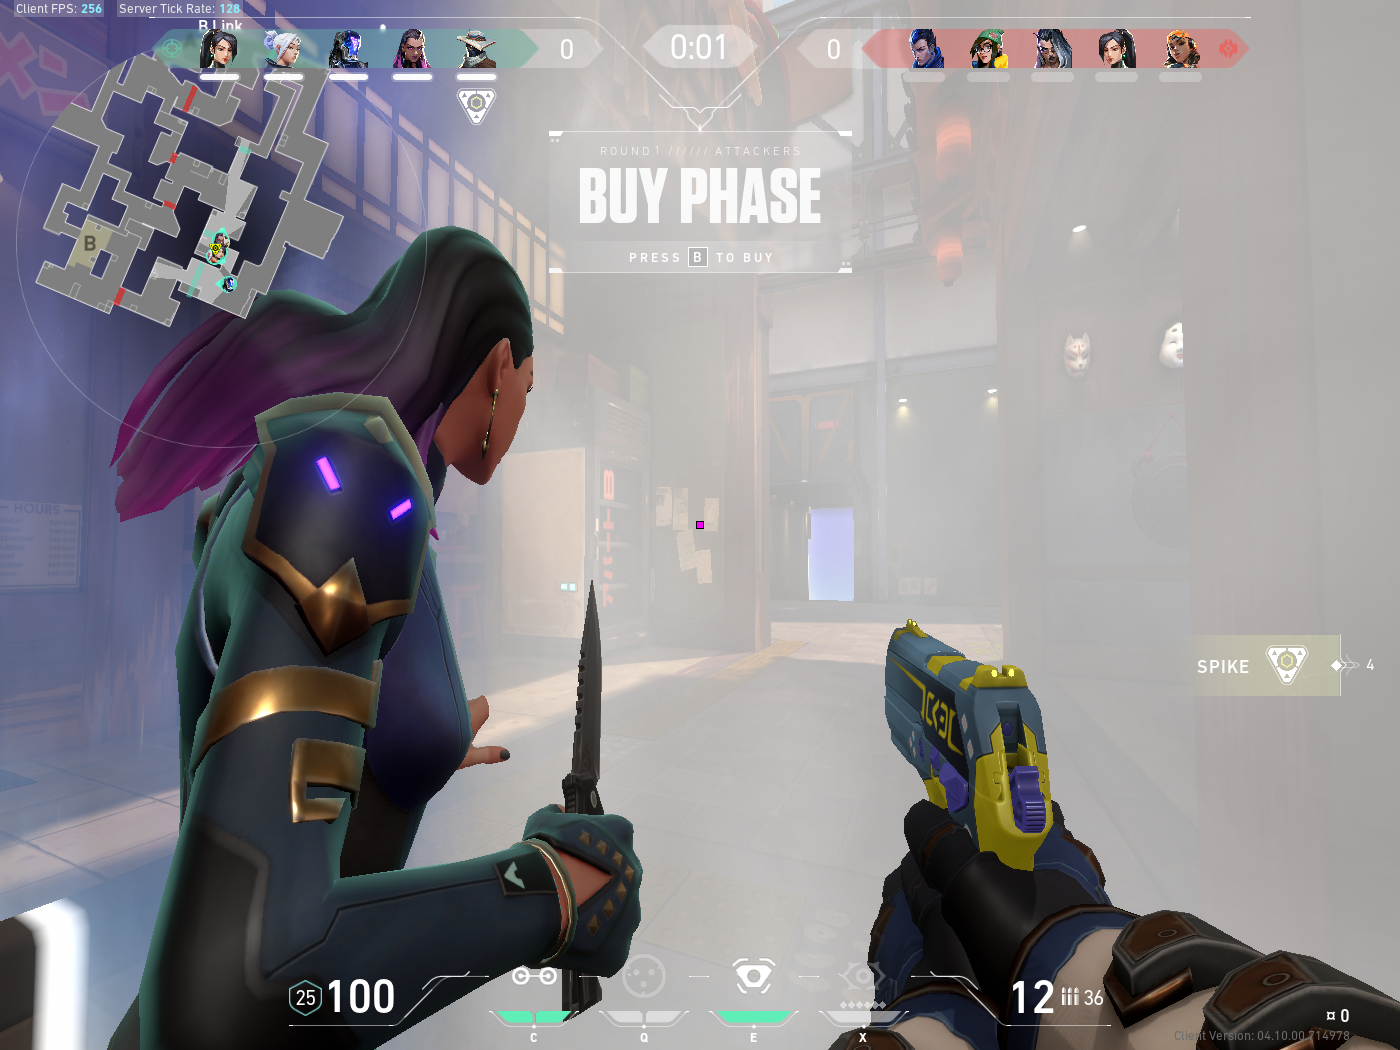 Client FPS: 256 Server Tick Rate: 128
B Link
0 0:01 0
ROUND 1 ////// ATTACKERS
BUY PHASE
PRESS B TO BUY
B
HOURS
SPIKE 4
25 100
12 36
¤ 0
C Q E X
Client Version: 04.10.00.714978